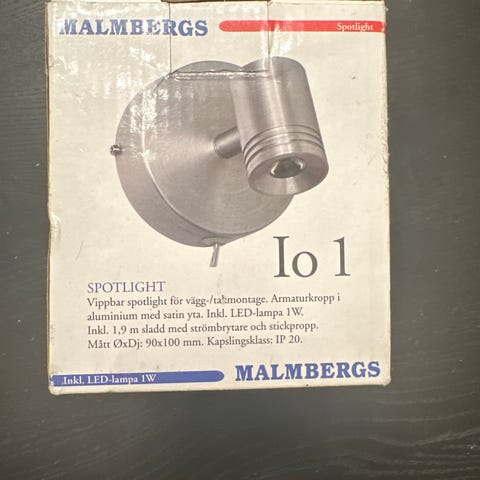 MALMBERGS
Spotlight
Io 1
SPOTLIGHT
Vippbar spotlight för vägg-/takmontage. Armaturkropp i
aluminium med satin yta. Inkl. LED-lampa 1W.
Inkl. 1,9 m sladd med strömbrytare och stickpropp.
Mått ØxDj: 90x100 mm. Kapslingsklass: IP 20.
Inkl. LED-lampa 1W
MALMBERGS